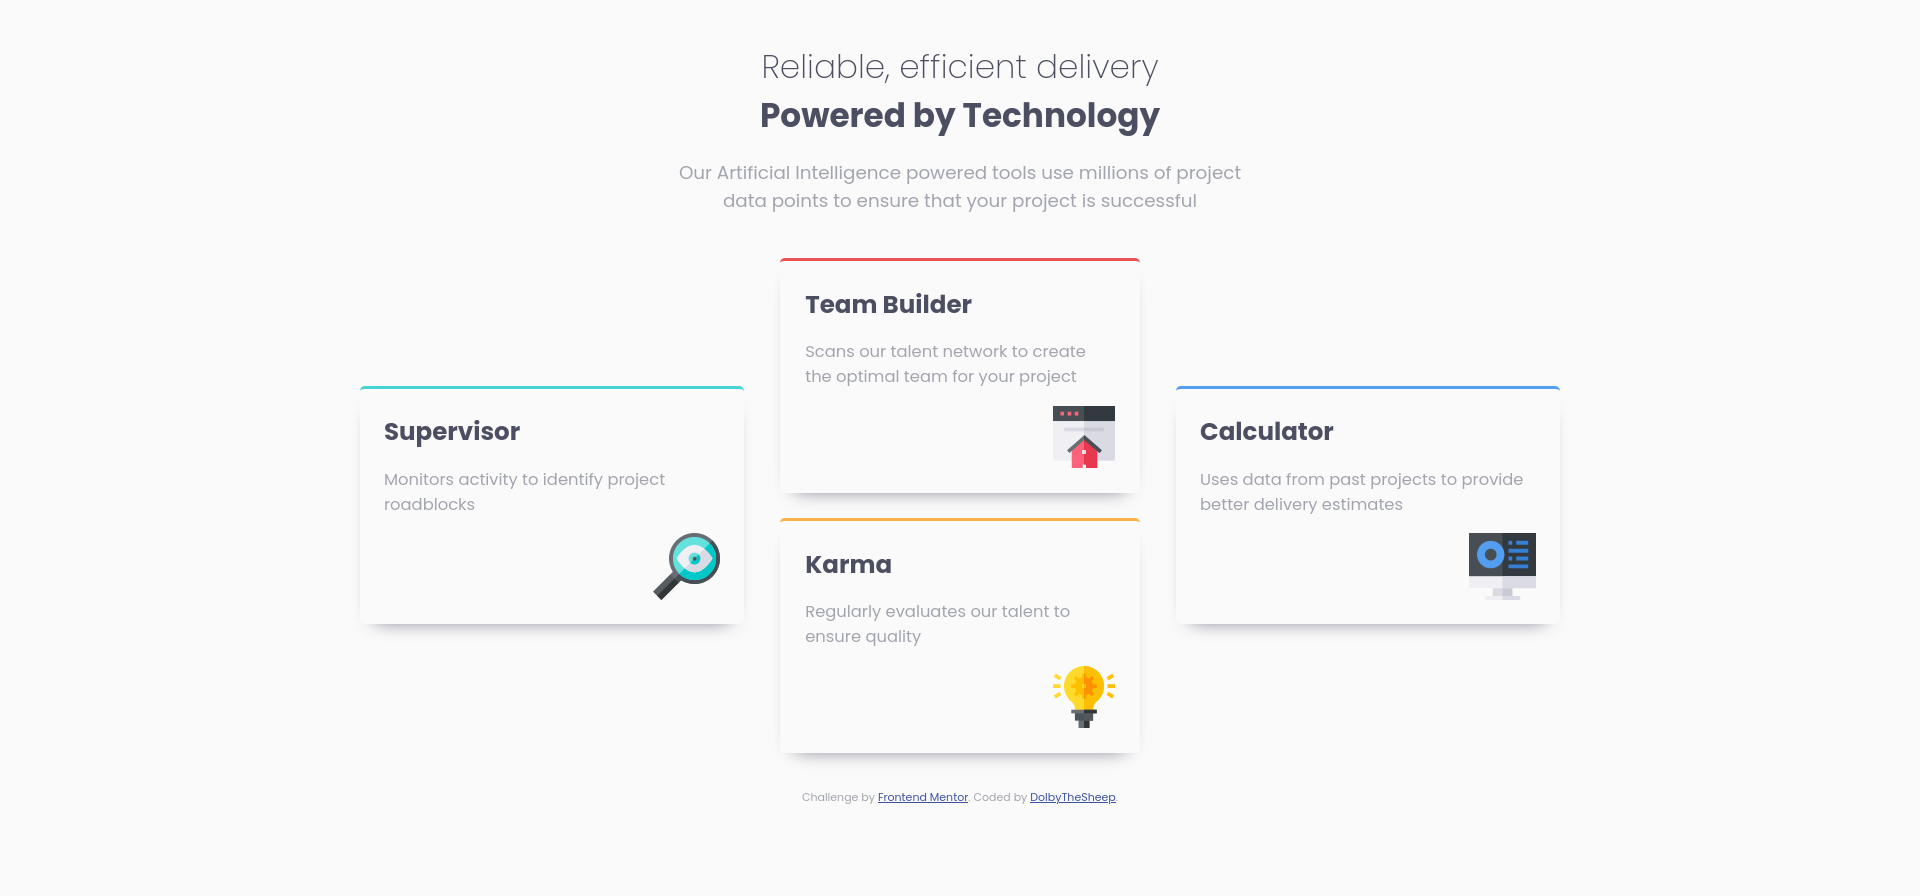 Reliable, efficient delivery
Powered by Technology
Our Artificial Intelligence powered tools use millions of project
data points to ensure that your project is successful
Supervisor
Monitors activity to identify project
roadblocks
Team Builder
Scans our talent network to create
the optimal team for your project
Karma
Regularly evaluates our talent to
ensure quality
Calculator
Uses data from past projects to provide
better delivery estimates
Challenge by Frontend Mentor. Coded by DolbyTheSheep.